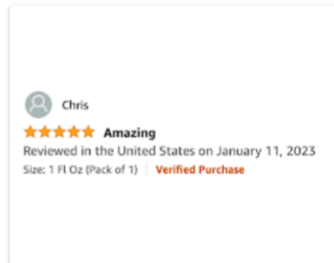 Chris
Amazing
Reviewed in the United States on January 11, 2023
Size: 1 Fl Oz (Pack of 1) | Verified Purchase